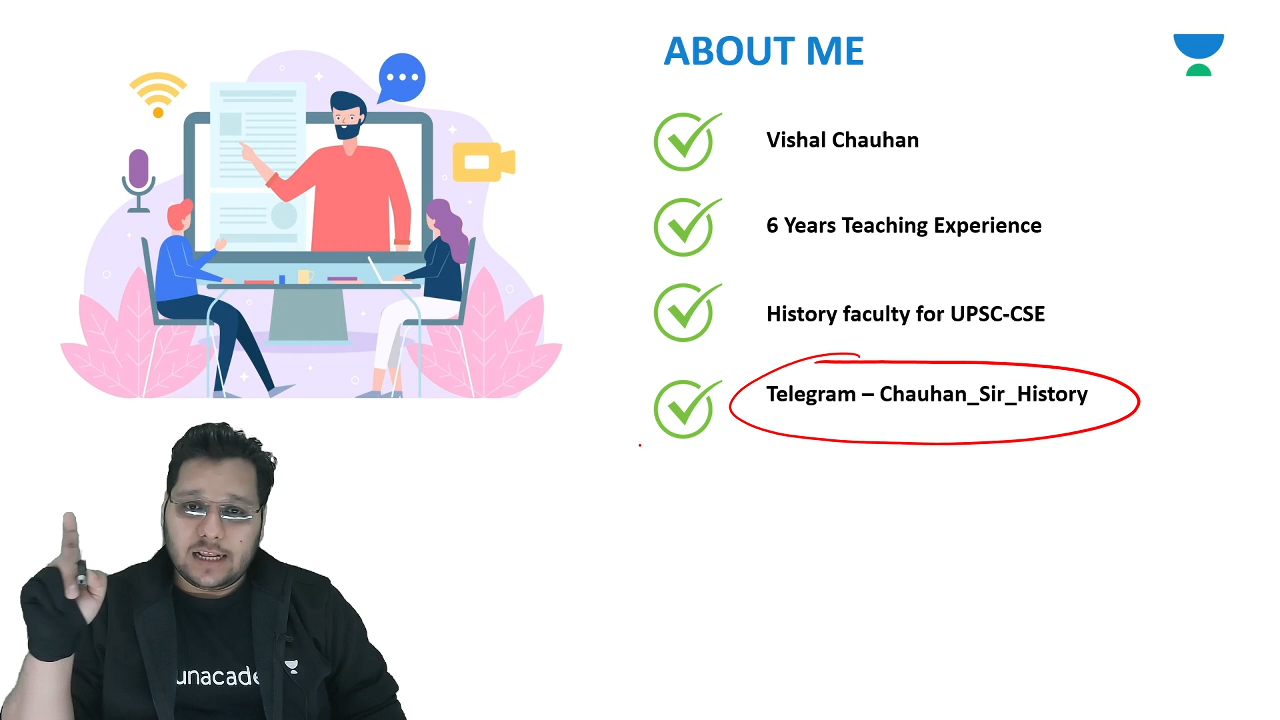 ABOUT ME
Vishal Chauhan
6 Years Teaching Experience
History faculty for UPSC-CSE
Telegram – Chauhan_Sir_History
unacade